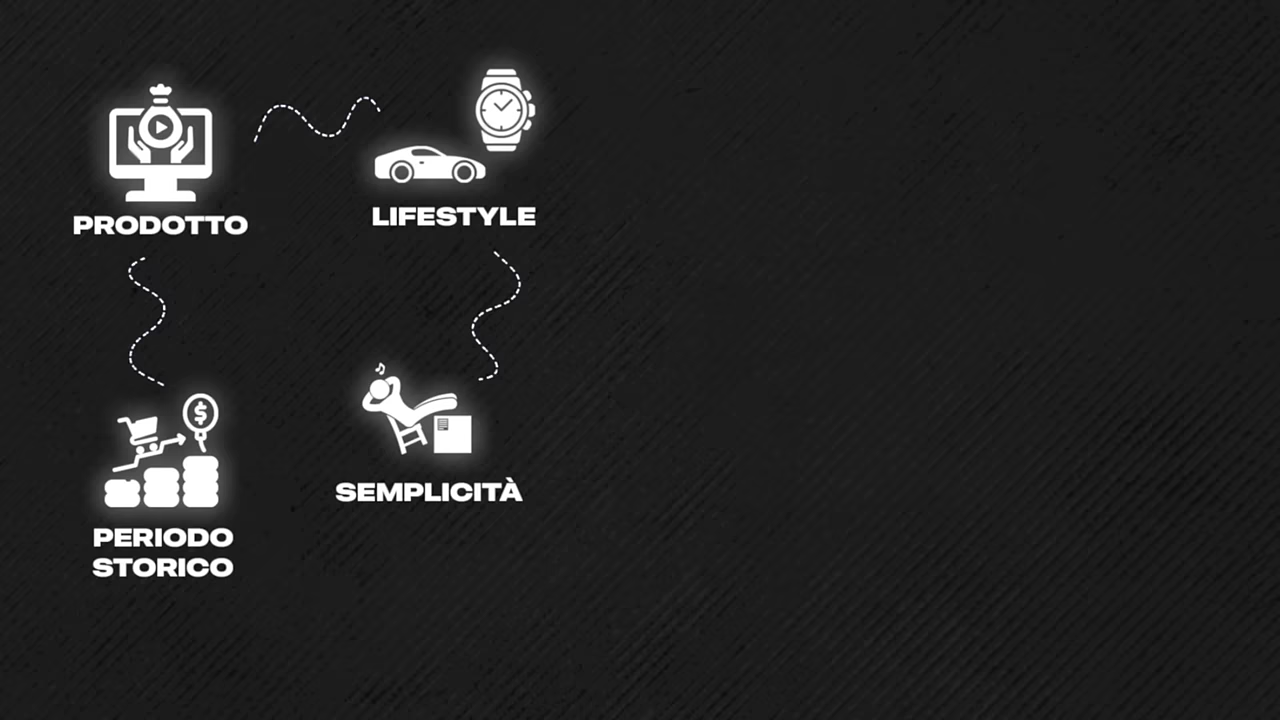 PRODOTTO
LIFESTYLE
SEMPLICITÀ
PERIODO
STORICO